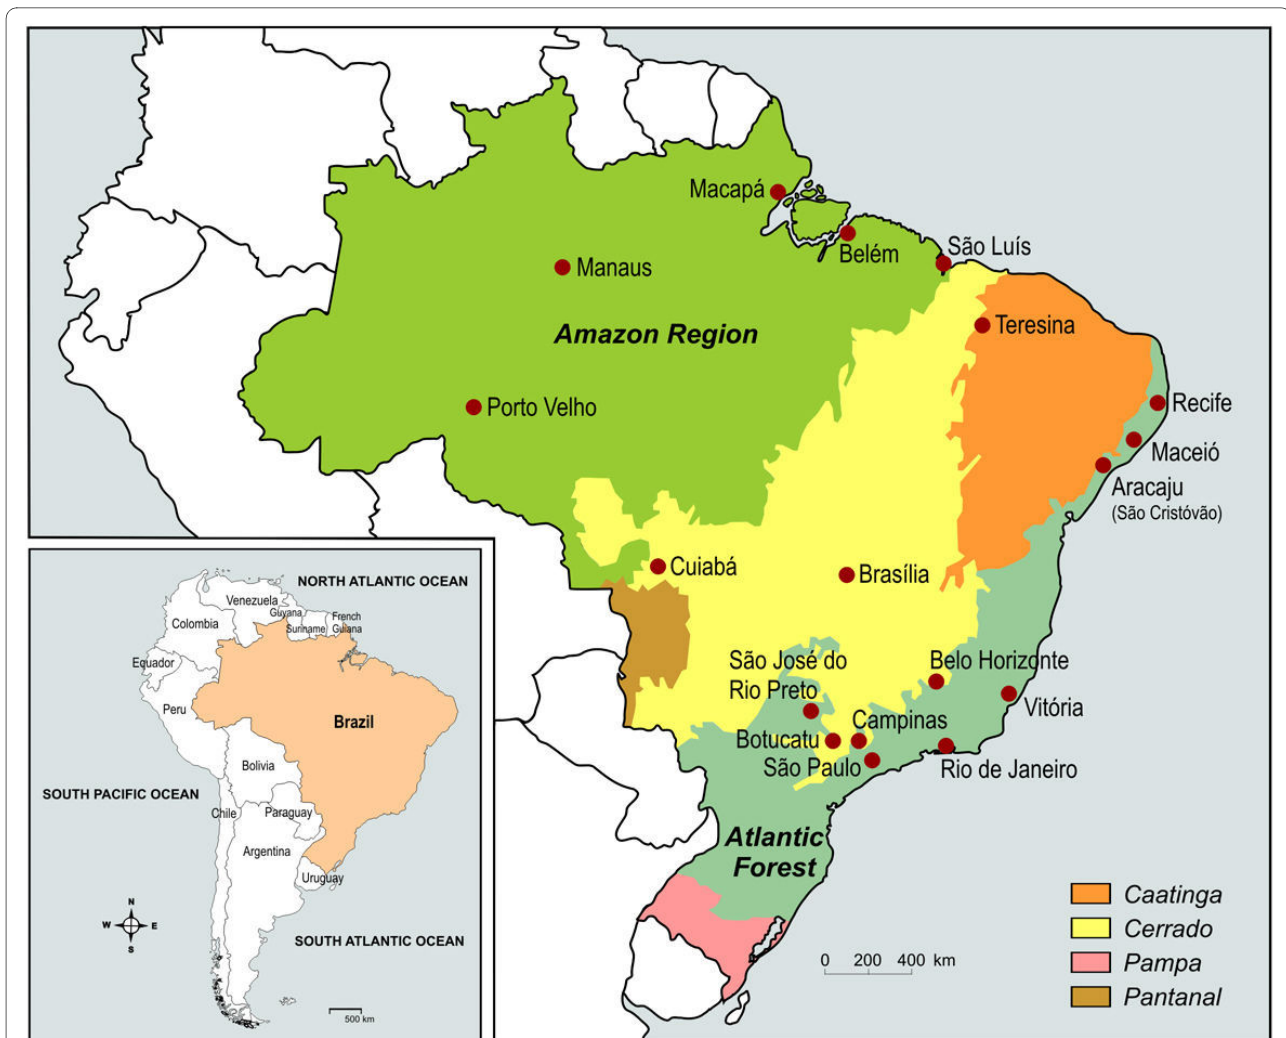 Macapá
Belém
São Luís
Manaus
Teresina
Amazon Region
Porto Velho
Recife
Maceió
Aracaju
(São Cristóvão)
Cuiabá
Brasília
São José do
Rio Preto
Belo Horizonte
Vitória
Campinas
Botucatu
São Paulo
Rio de Janeiro
Atlantic
Forest
Caatinga
Cerrado
Pampa
Pantanal
0 200 400 km
NORTH ATLANTIC OCEAN
Venezuela
Guyana
French
Guiana
Suriname
Colombia
Equador
Peru
Brazil
Bolivia
SOUTH PACIFIC OCEAN
Chile
Paraguay
Argentina
Uruguay
N
W E
S
SOUTH ATLANTIC OCEAN
500 km